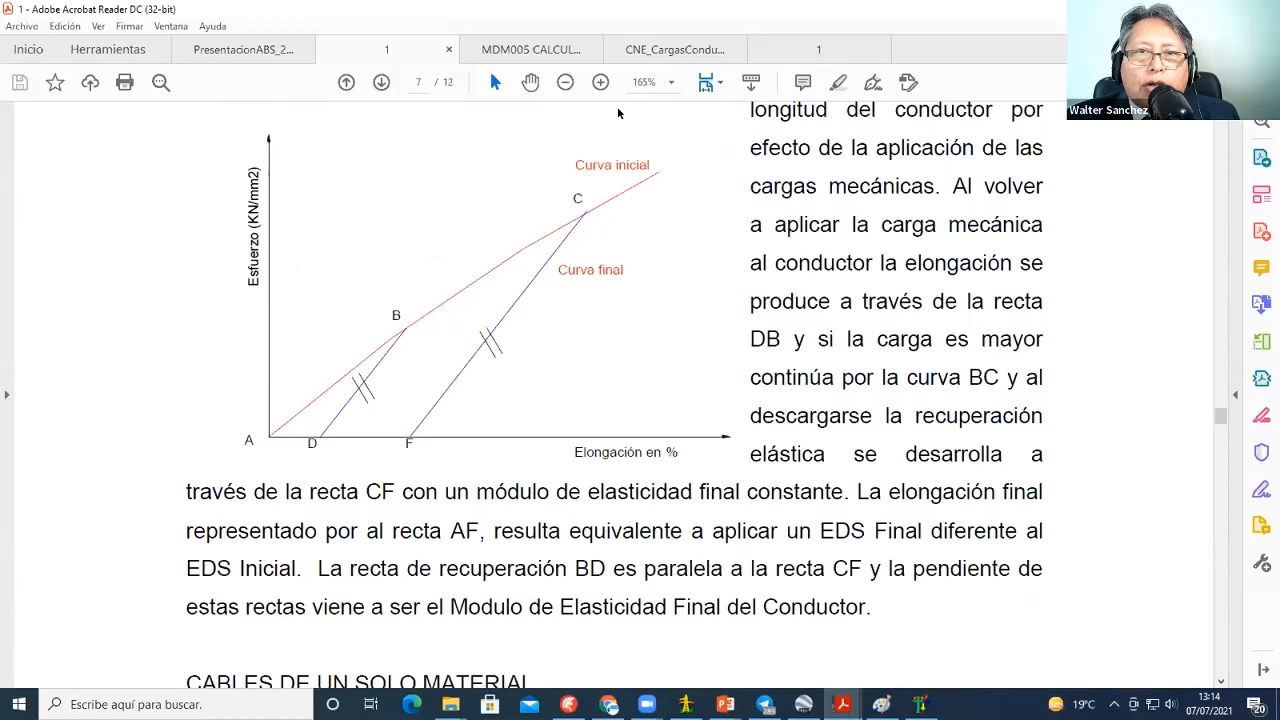 1 - Adobe Acrobat Reader DC (32-bit)
Archivo Edición Ver Firmar Ventana Ayuda
Inicio Herramientas PresentacionABS_2... 1 × MDM005 CALCUL... CNE_CargasCondu... 1
7 / 12 165%
Walter Sanchez
longitud del conductor por
efecto de la aplicación de las
cargas mecánicas. Al volver
a aplicar la carga mecánica
al conductor la elongación se
produce a través de la recta
DB y si la carga es mayor
continúa por la curva BC y al
descargarse la recuperación
elástica se desarrolla a
Esfuerzo (KN/mm2)
Curva inicial
C
Curva final
B
A
D
F
Elongación en %
través de la recta CF con un módulo de elasticidad final constante. La elongación final
representado por al recta AF, resulta equivalente a aplicar un EDS Final diferente al
EDS Inicial. La recta de recuperación BD es paralela a la recta CF y la pendiente de
estas rectas viene a ser el Modulo de Elasticidad Final del Conductor.
CABLES DE UN SOLO MATERIAL
Escribe aquí para buscar.
19°C
13:14
07/07/2021
20